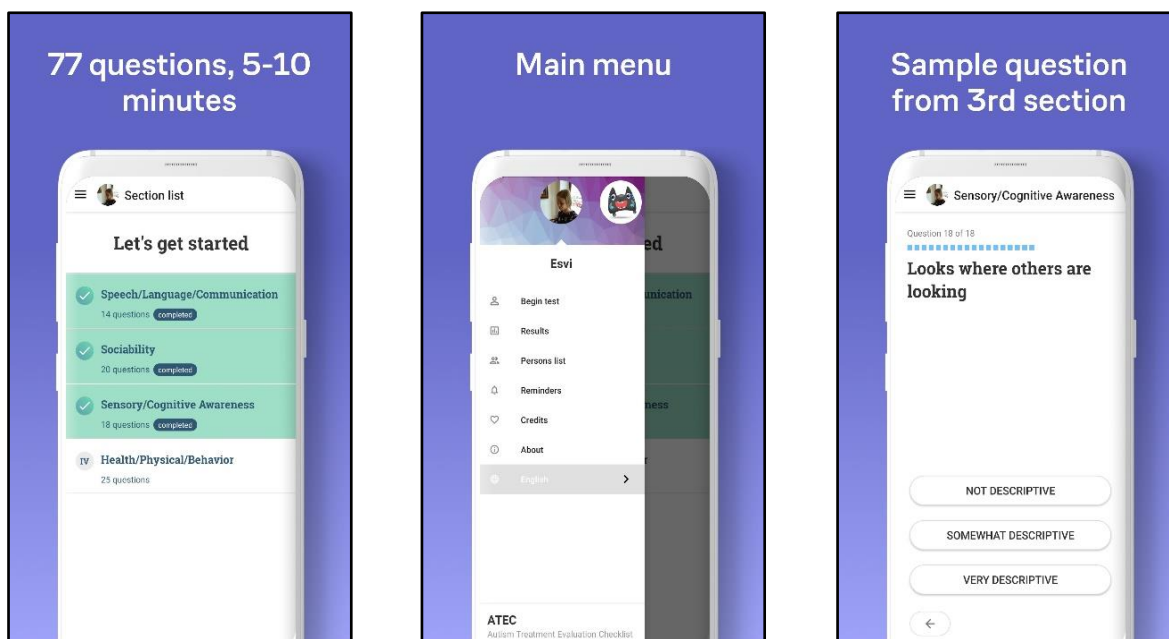 77 questions, 5-10
minutes
Section list
Let's get started
Speech/Language/Communication
14 questions completed
Sociability
20 questions completed
Sensory/Cognitive Awareness
18 questions completed
IV Health/Physical/Behavior
25 questions
Main menu
ed
Esvi
unication
Begin test
Results
Persons list
Reminders
ness
Credits
About
English
ATEC
Autism Treatment Evaluation Checklist
Sample question
from 3rd section
Sensory/Cognitive Awareness
Question 18 of 18
Looks where others are
looking
NOT DESCRIPTIVE
SOMEWHAT DESCRIPTIVE
VERY DESCRIPTIVE